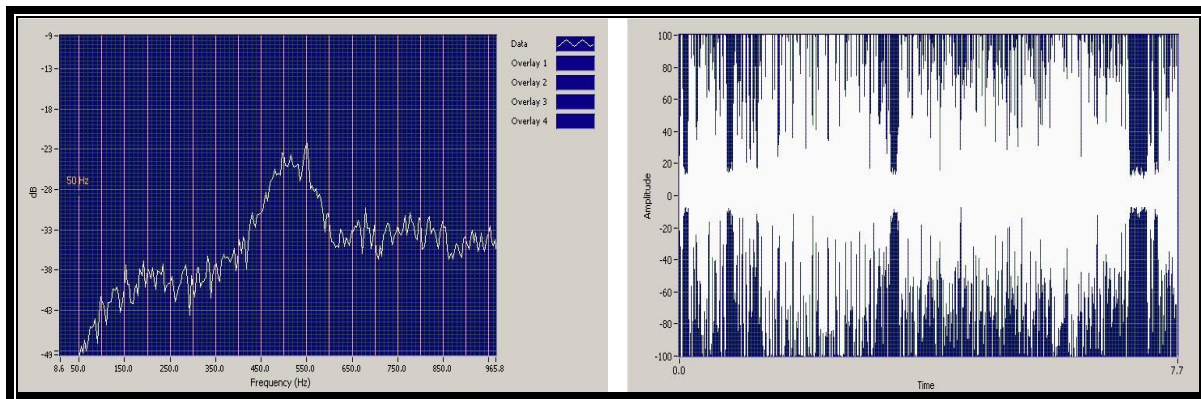 -9
-13
-18
-23
-28
-33
-38
-43
-49
dB
50 Hz
8.6 50.0 150.0 250.0 350.0 450.0 550.0 650.0 750.0 850.0 965.8
Frequency (Hz)
Data
Overlay 1
Overlay 2
Overlay 3
Overlay 4
100
80
60
40
20
0
-20
-40
-60
-80
-100
Amplitude
0.0 7.7
Time